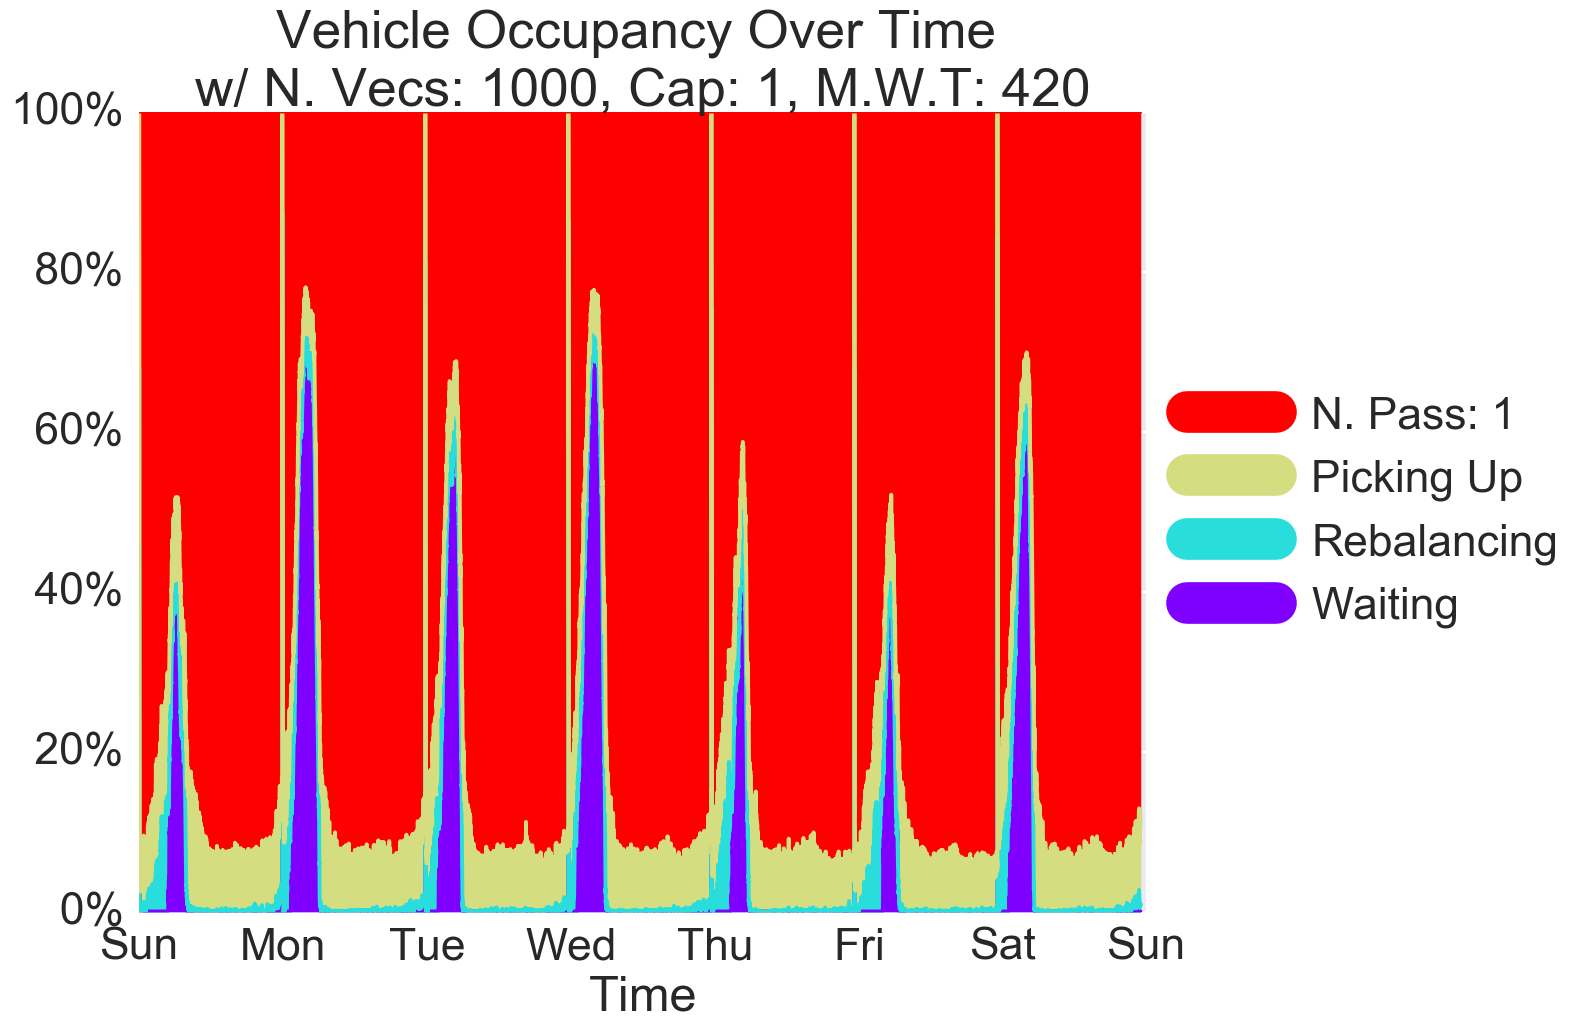 Vehicle Occupancy Over Time
w/ N. Vecs: 1000, Cap: 1, M.W.T: 420
100%
80%
60%
40%
20%
0%
N. Pass: 1
Picking Up
Rebalancing
Waiting
Sun Mon Tue Wed Thu Fri Sat Sun
Time